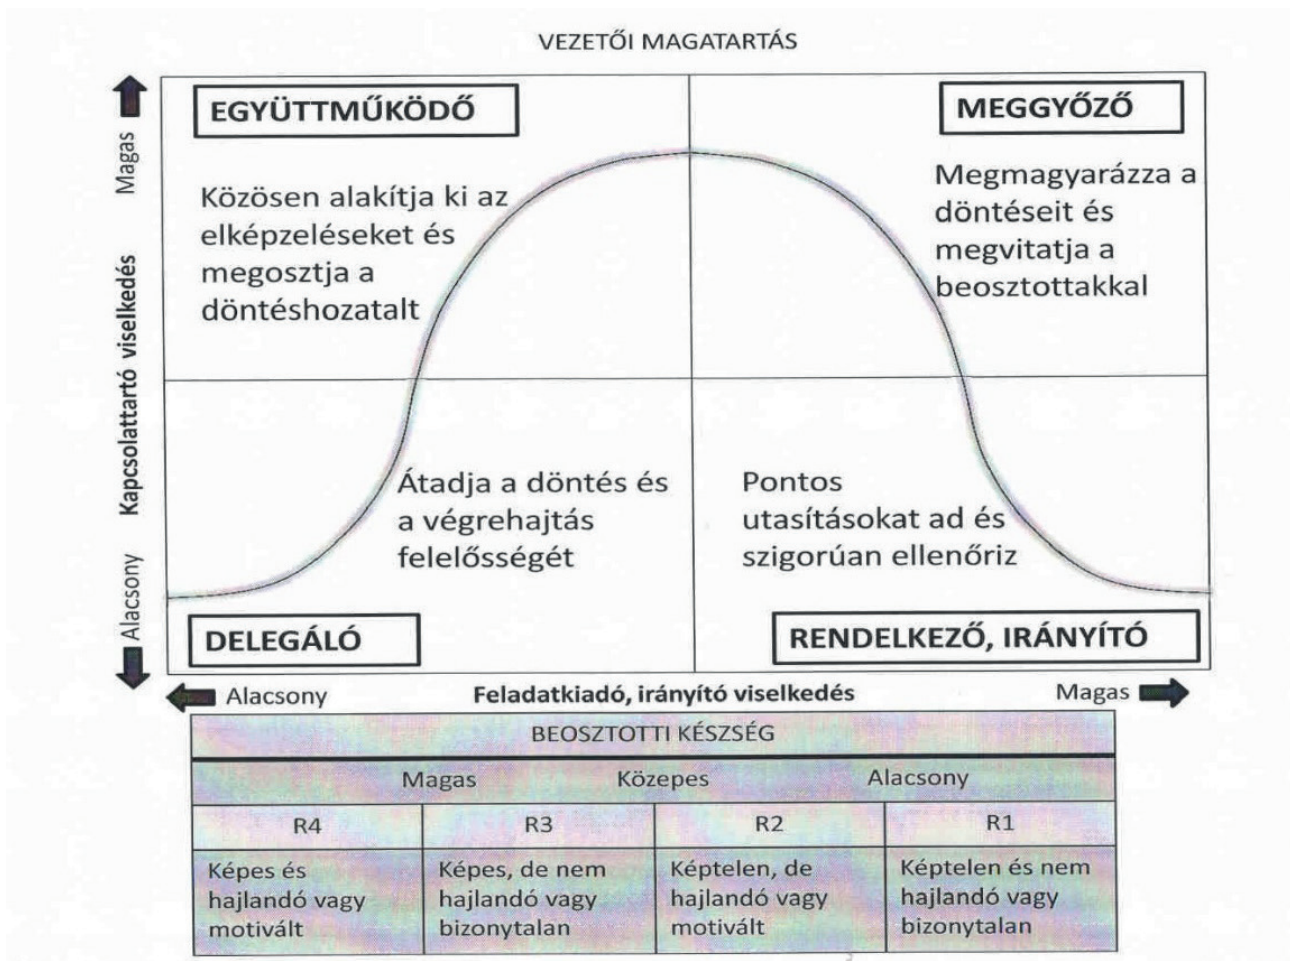 VEZETŐI MAGATARTÁS
EGYÜTTMŰKÖDŐ
MEGGYŐZŐ
Közösen alakítja ki az
elképzeléseket és
megosztja a
döntéshozatalt
Megmagyarázza a
döntéseit és
megvitatja a
beosztottakkal
Magas
Kapcsolattartó viselkedés
Alacsony
Átadja a döntés és
a végrehajtás
felelősségét
Pontos
utasításokat ad és
szigorúan ellenőriz
DELEGÁLÓ
RENDELKEZŐ, IRÁNYÍTÓ
Alacsony
Feladatkiadó, irányító viselkedés
Magas
BEOSZTOTTI KÉSZSÉG
Magas
Közepes
Alacsony
R4
R3
R2
R1
Képes és
hajlandó vagy
motivált
Képes, de nem
hajlandó vagy
bizonytalan
Képtelen, de
hajlandó vagy
motivált
Képtelen és nem
hajlandó vagy
bizonytalan